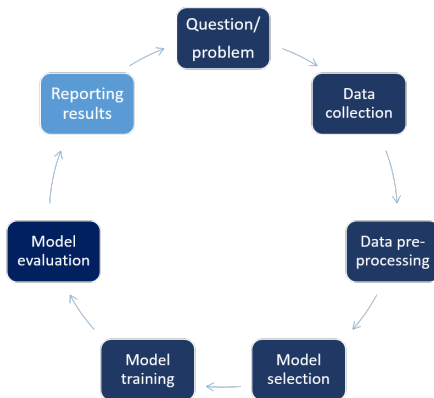 Question/
problem
Data
collection
Data pre-
processing
Model
selection
Model
training
Model
evaluation
Reporting
results